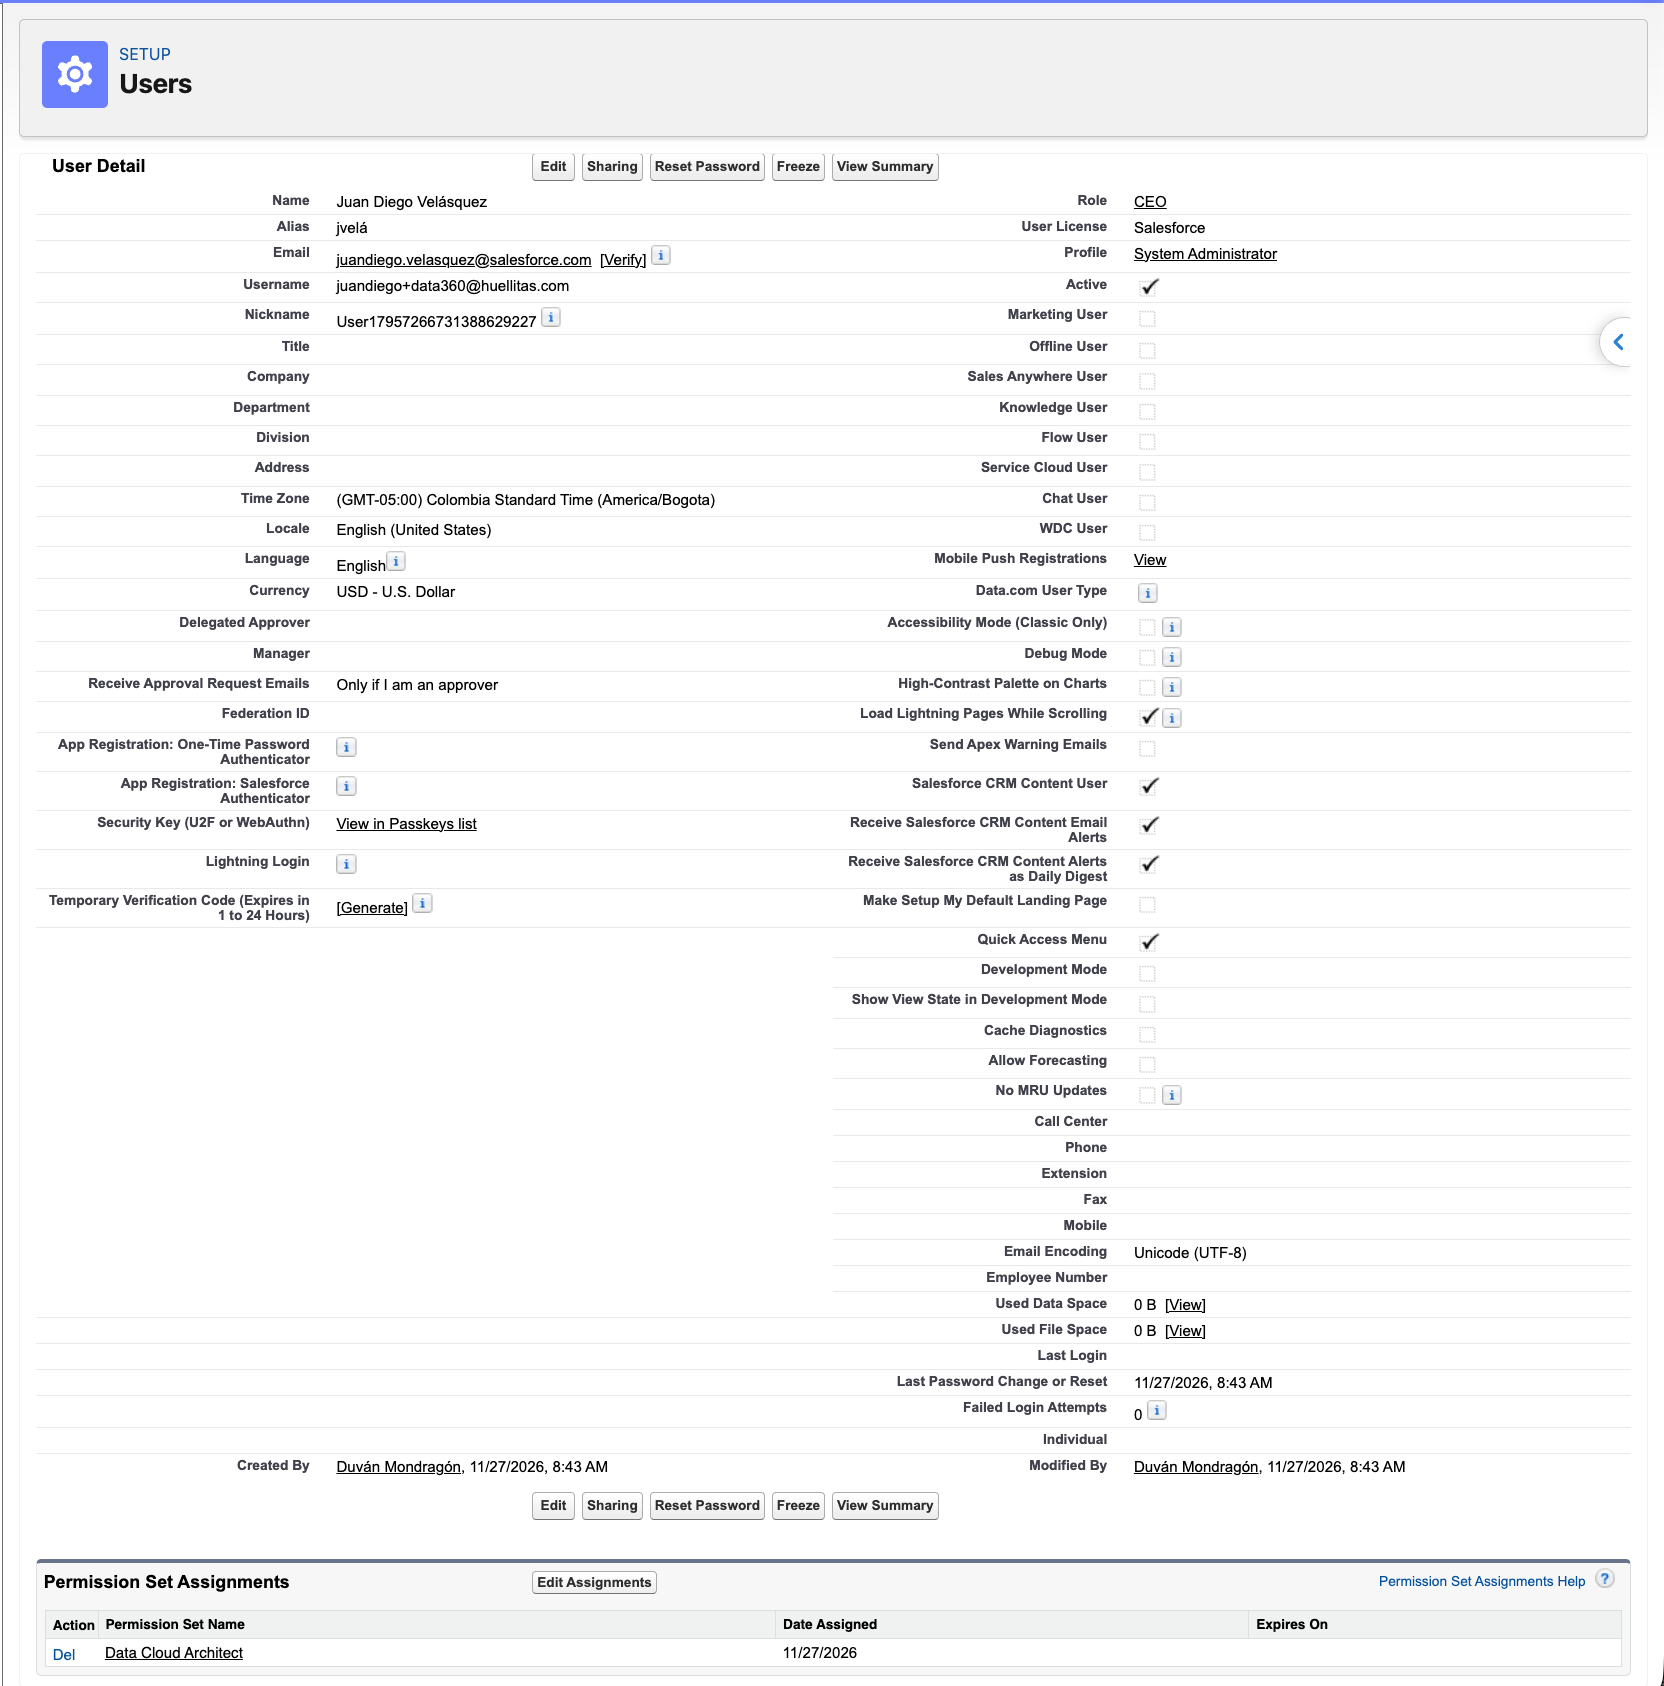 SETUP
Users
User Detail
Edit Sharing Reset Password Freeze View Summary
Name Juan Diego Velásquez Role CEO
Alias jvelá User License Salesforce
Email juandiego.velasquez@salesforce.com [Verify] i Profile System Administrator
Username juandiego+data360@huellitas.com Active
Nickname User17957266731388629227 i Marketing User
Title Offline User
Company Sales Anywhere User
Department Knowledge User
Division Flow User
Address Service Cloud User
Time Zone (GMT-05:00) Colombia Standard Time (America/Bogota) Chat User
Locale English (United States) WDC User
Language English i Mobile Push Registrations View
Currency USD - U.S. Dollar Data.com User Type i
Delegated Approver Accessibility Mode (Classic Only) i
Manager Debug Mode i
Receive Approval Request Emails Only if I am an approver High-Contrast Palette on Charts i
Federation ID Load Lightning Pages While Scrolling i
App Registration: One-Time Password Authenticator i Send Apex Warning Emails
App Registration: Salesforce Authenticator i Salesforce CRM Content User
Security Key (U2F or WebAuthn) View in Passkeys list Receive Salesforce CRM Content Email Alerts
Lightning Login i Receive Salesforce CRM Content Alerts as Daily Digest
Temporary Verification Code (Expires in 1 to 24 Hours) [Generate] i Make Setup My Default Landing Page
Quick Access Menu
Development Mode
Show View State in Development Mode
Cache Diagnostics
Allow Forecasting
No MRU Updates i
Call Center
Phone
Extension
Fax
Mobile
Email Encoding Unicode (UTF-8)
Employee Number
Used Data Space 0 B [View]
Used File Space 0 B [View]
Last Login
Last Password Change or Reset 11/27/2026, 8:43 AM
Failed Login Attempts 0 i
Individual
Created By Duván Mondragón, 11/27/2026, 8:43 AM Modified By Duván Mondragón, 11/27/2026, 8:43 AM
Edit Sharing Reset Password Freeze View Summary
Permission Set Assignments Edit Assignments Permission Set Assignments Help ?
Action Permission Set Name Date Assigned Expires On
Del Data Cloud Architect 11/27/2026